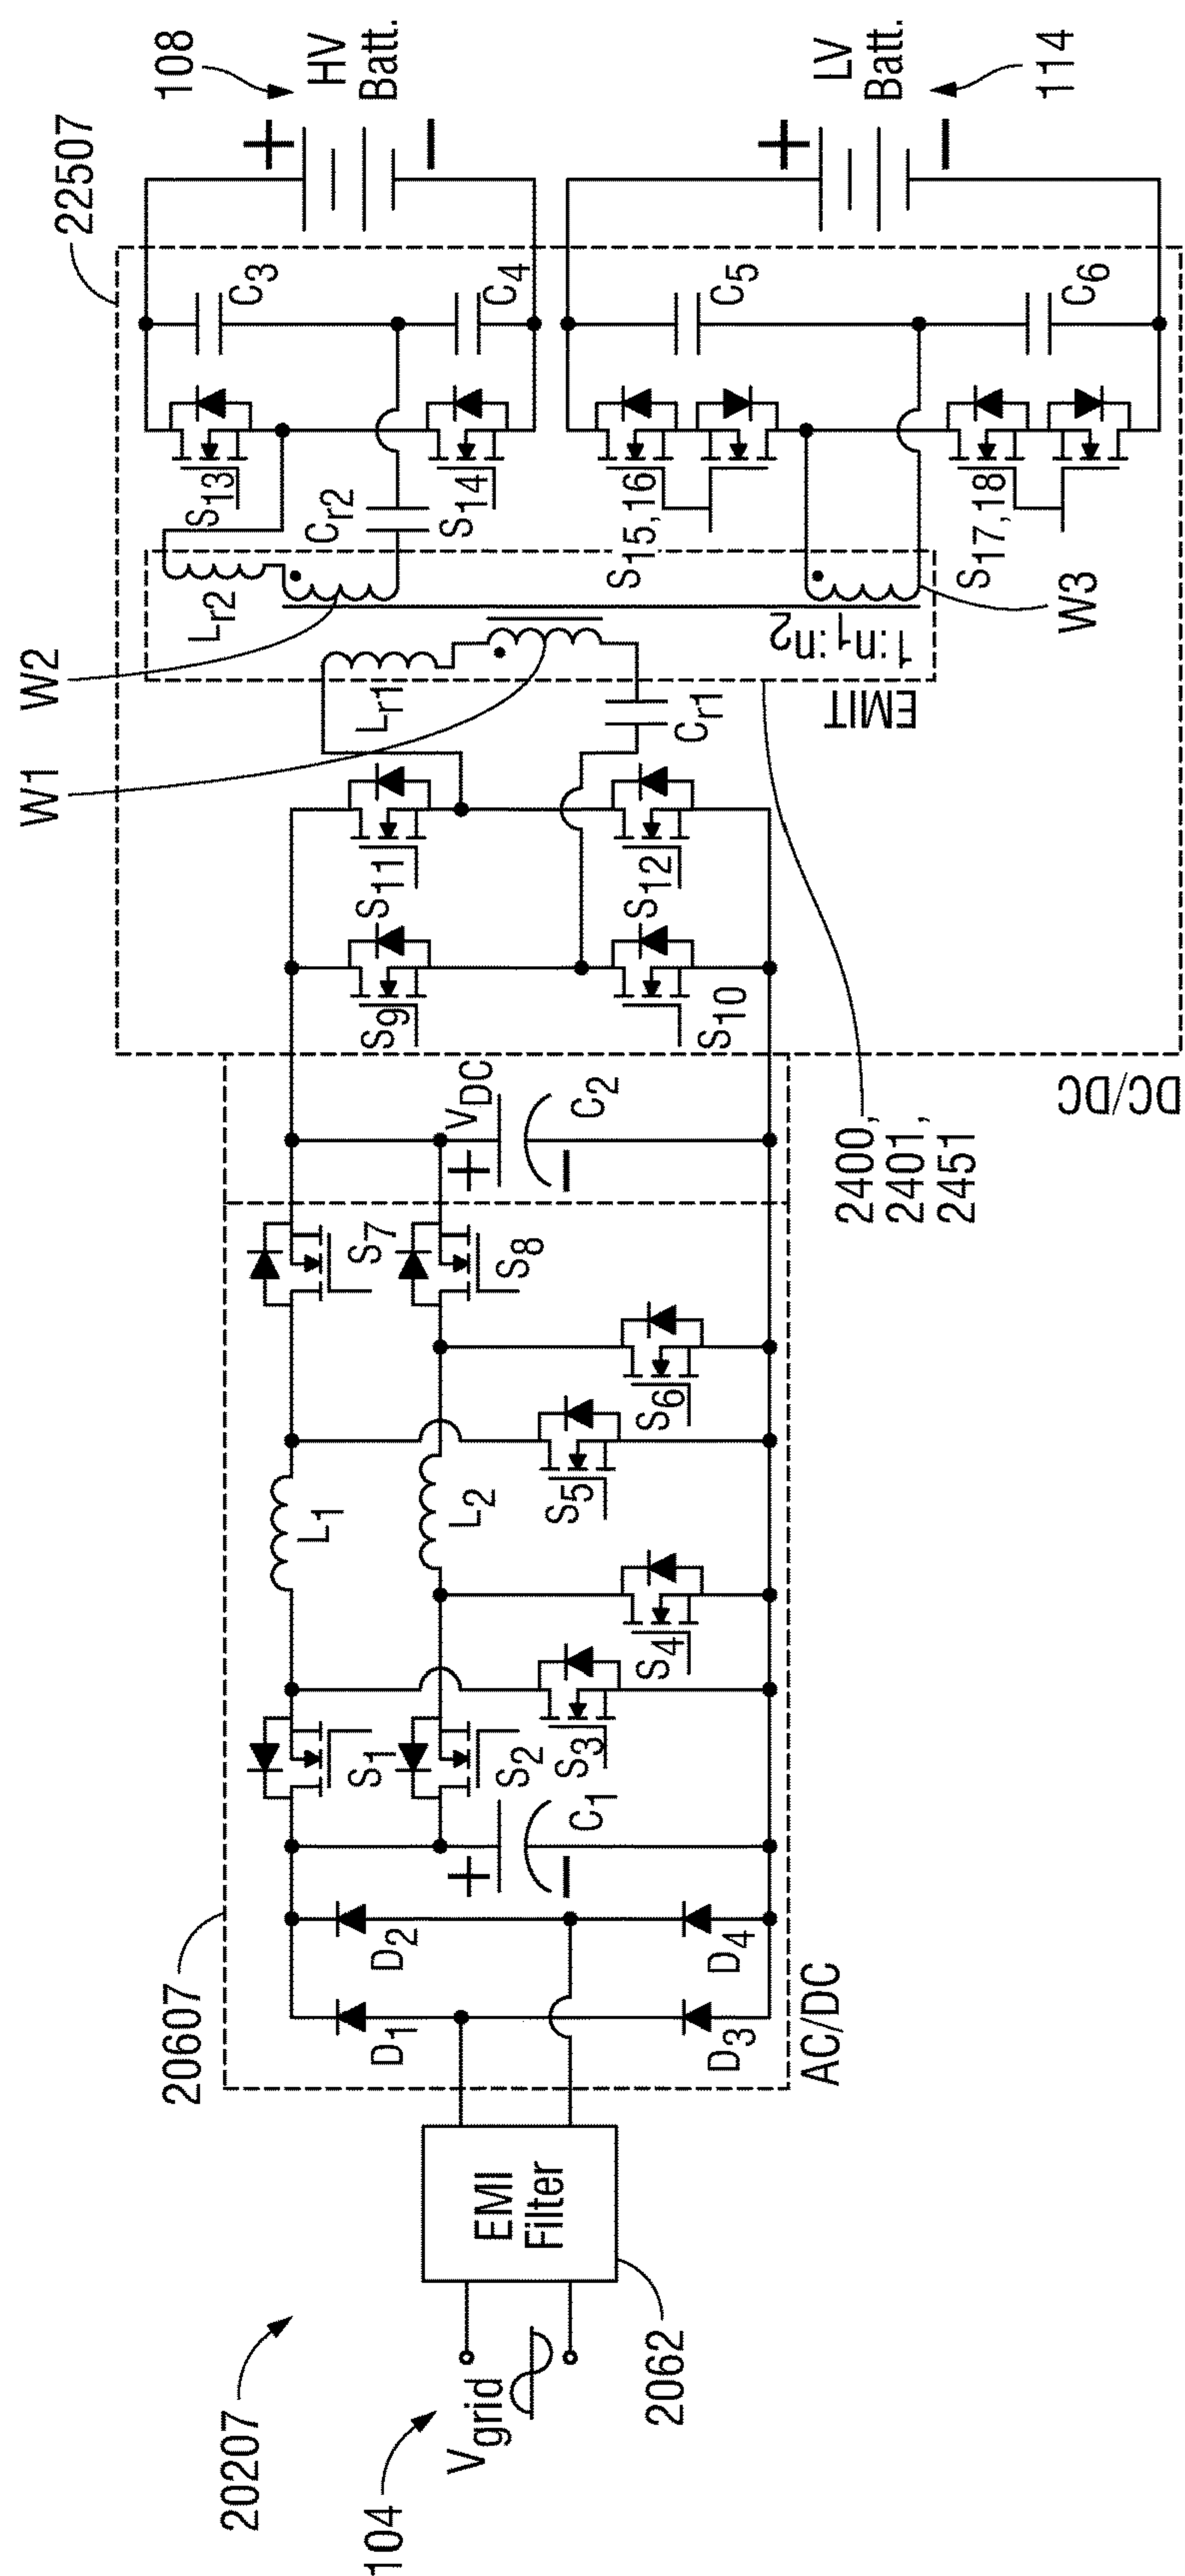 20207
104
Vgrid
EMI
Filter
2062
20607
AC/DC
D1
D2
D3
D4
+
−
C1
S1
S2
S3
S4
L1
L2
S5
S6
S7
S8
+
−
VDC
C2
DC/DC
22507
S9
S10
S11
S12
W1
W2
Lr1
Cr1
Lr2
Cr2
EMIT
1:n1:n2
W3
2400,
2401,
2451
S13
S14
S15,16
S17,18
C3
C4
C5
C6
+
−
HV
Batt.
108
+
−
LV
Batt.
114